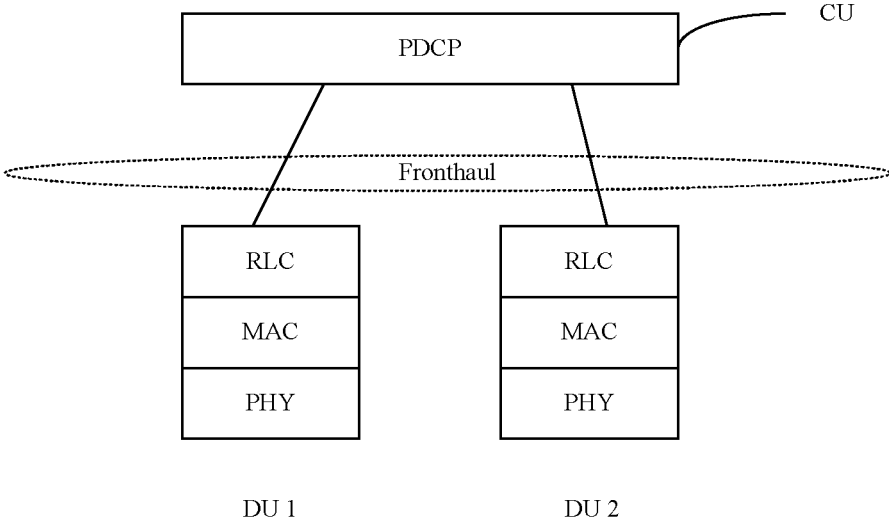 CU
PDCP
Fronthaul
RLC
RLC
MAC
MAC
PHY
PHY
DU 1
DU 2